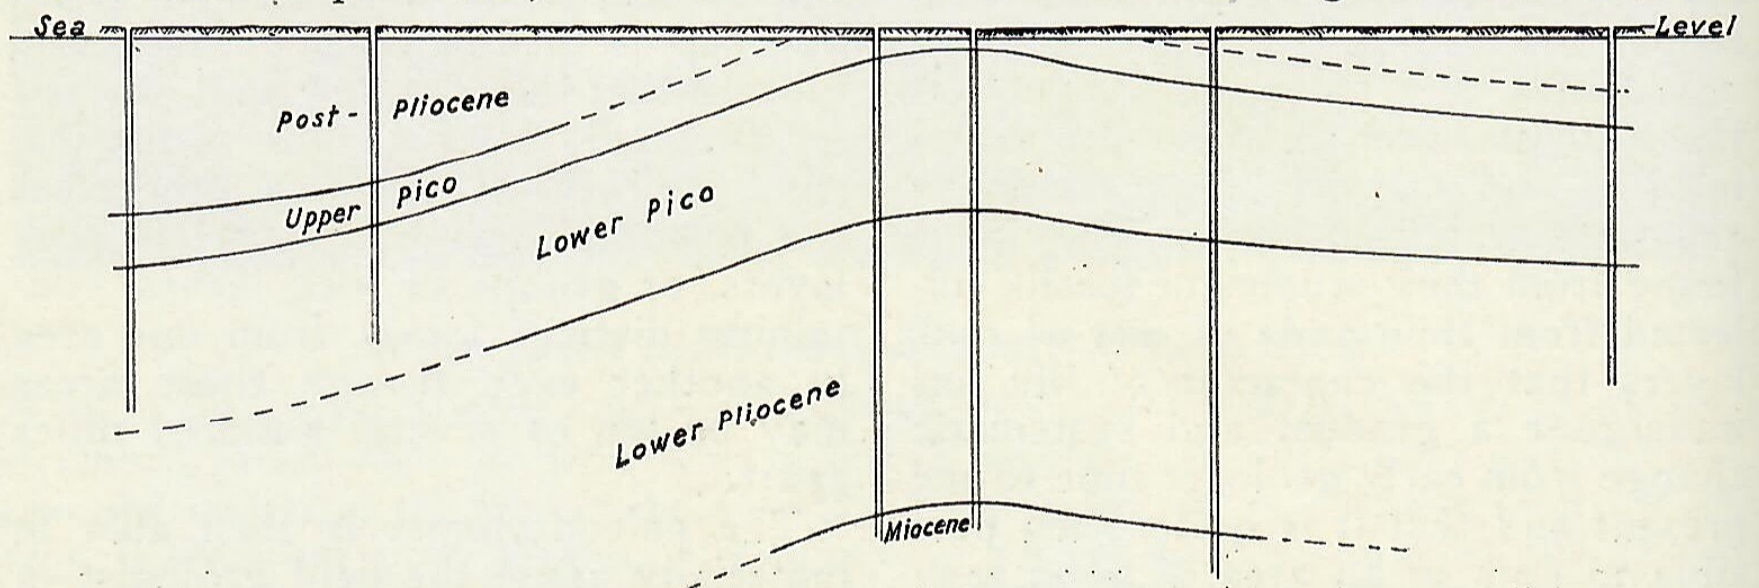 Sea Level
Post - Pliocene
Upper Pico
Lower Pico
Lower Pliocene
Miocene